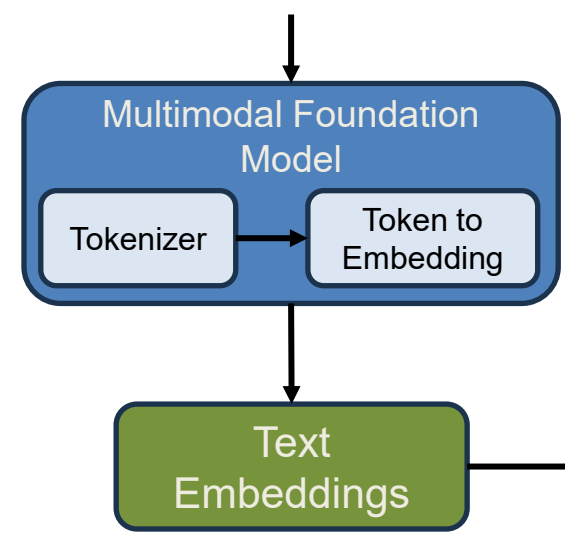 Multimodal Foundation
Model
Tokenizer
Token to
Embedding
Text
Embeddings